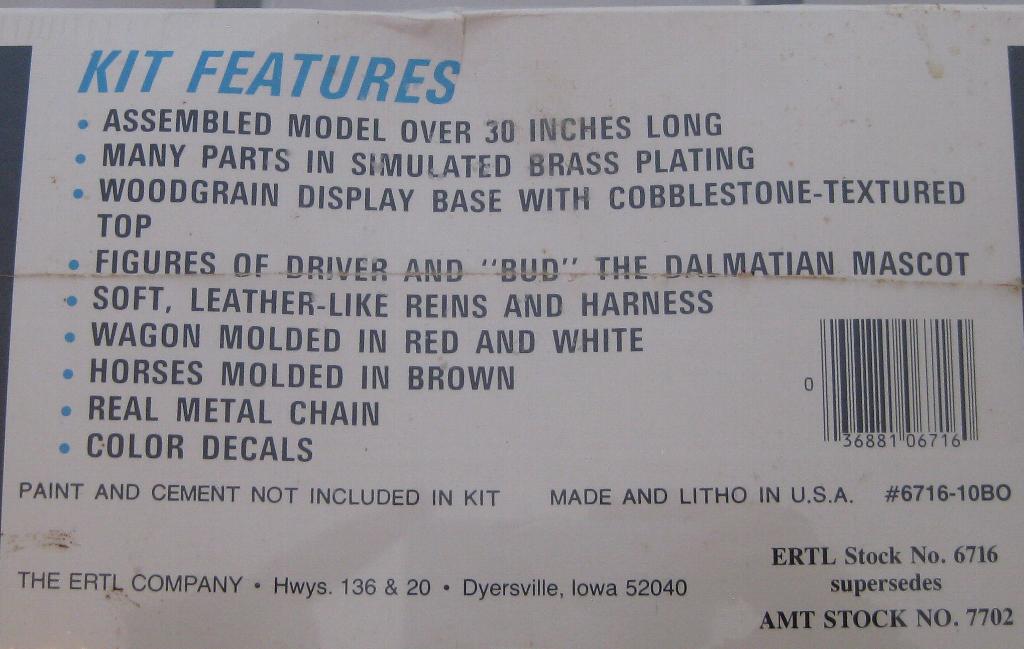 KIT FEATURES
• ASSEMBLED MODEL OVER 30 INCHES LONG
• MANY PARTS IN SIMULATED BRASS PLATING
• WOODGRAIN DISPLAY BASE WITH COBBLESTONE-TEXTURED
TOP
• FIGURES OF DRIVER AND "BUD" THE DALMATIAN MASCOT
• SOFT, LEATHER-LIKE REINS AND HARNESS
• WAGON MOLDED IN RED AND WHITE
• HORSES MOLDED IN BROWN
• REAL METAL CHAIN
• COLOR DECALS
0 36881 06716
PAINT AND CEMENT NOT INCLUDED IN KIT MADE AND LITHO IN U.S.A. #6716-10BO
ERTL Stock No. 6716
supersedes
AMT STOCK NO. 7702
THE ERTL COMPANY • Hwys. 136 & 20 • Dyersville, Iowa 52040